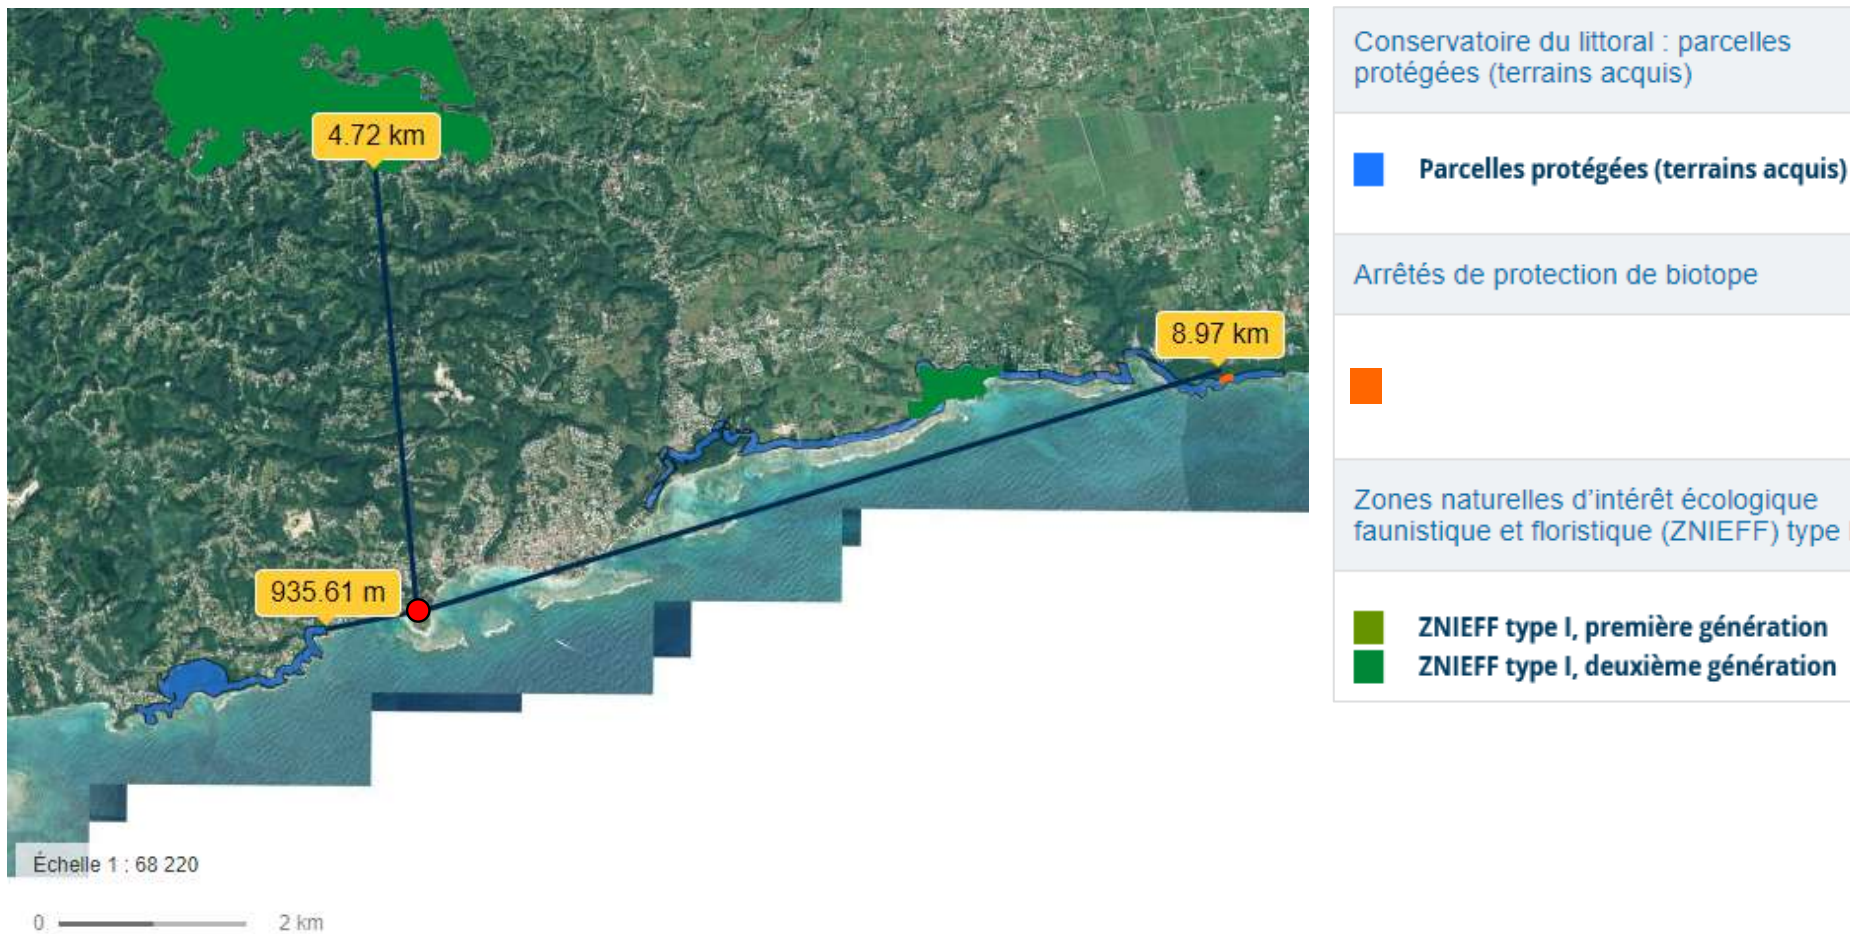 4.72 km
8.97 km
935.61 m
Échelle 1 : 68 220
0
2 km
Conservatoire du littoral : parcelles
protégées (terrains acquis)
Parcelles protégées (terrains acquis)
Arrêtés de protection de biotope
Zones naturelles d’intérêt écologique
faunistique et floristique (ZNIEFF) type
ZNIEFF type I, première génération
ZNIEFF type I, deuxième génération